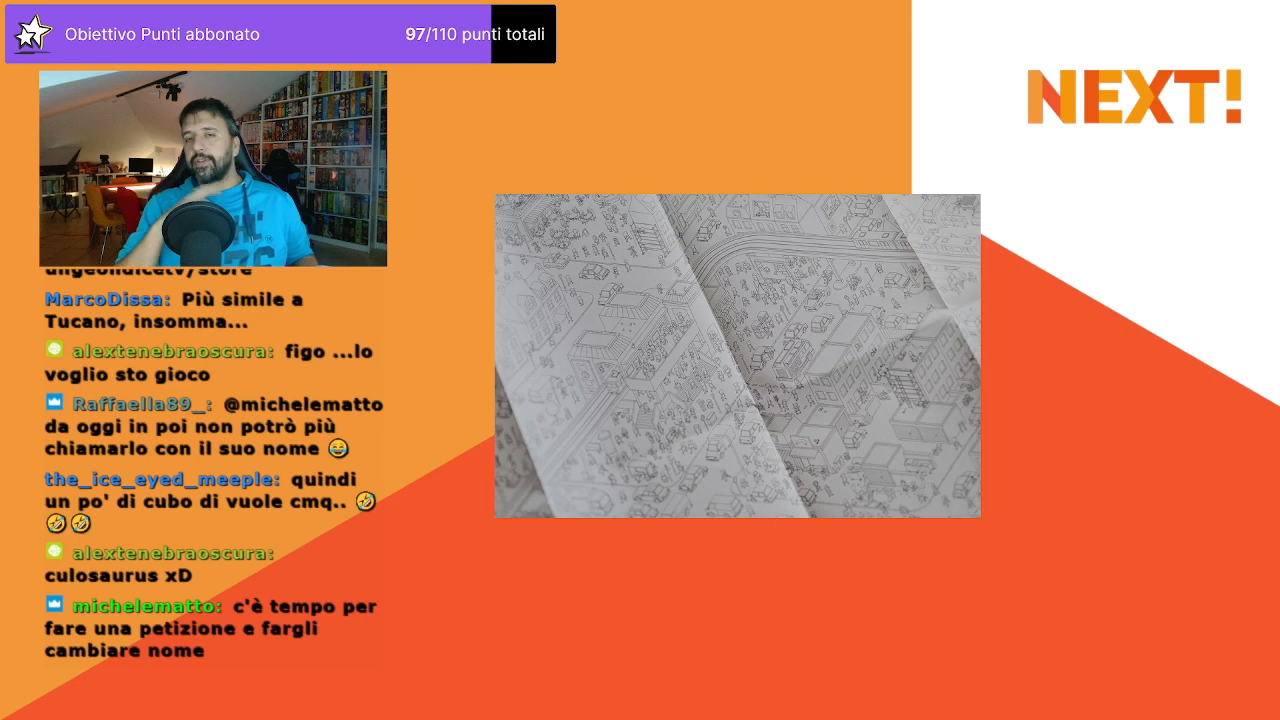 Obiettivo Punti abbonato 97/110 punti totali
NEXT!
ungeondicetv/store
MarcoDissa: Più simile a
Tucano, insomma...
alextenebraoscura: figo ...lo
voglio sto gioco
Raffaella89_: @michelematto
da oggi in poi non potrò più
chiamarlo con il suo nome 😂
the_ice_eyed_meeple: quindi
un po' di cubo di vuole cmq.. 🤣
🤣🤣
alextenebraoscura:
culosaurus xD
michelematto: c'è tempo per
fare una petizione e fargli
cambiare nome